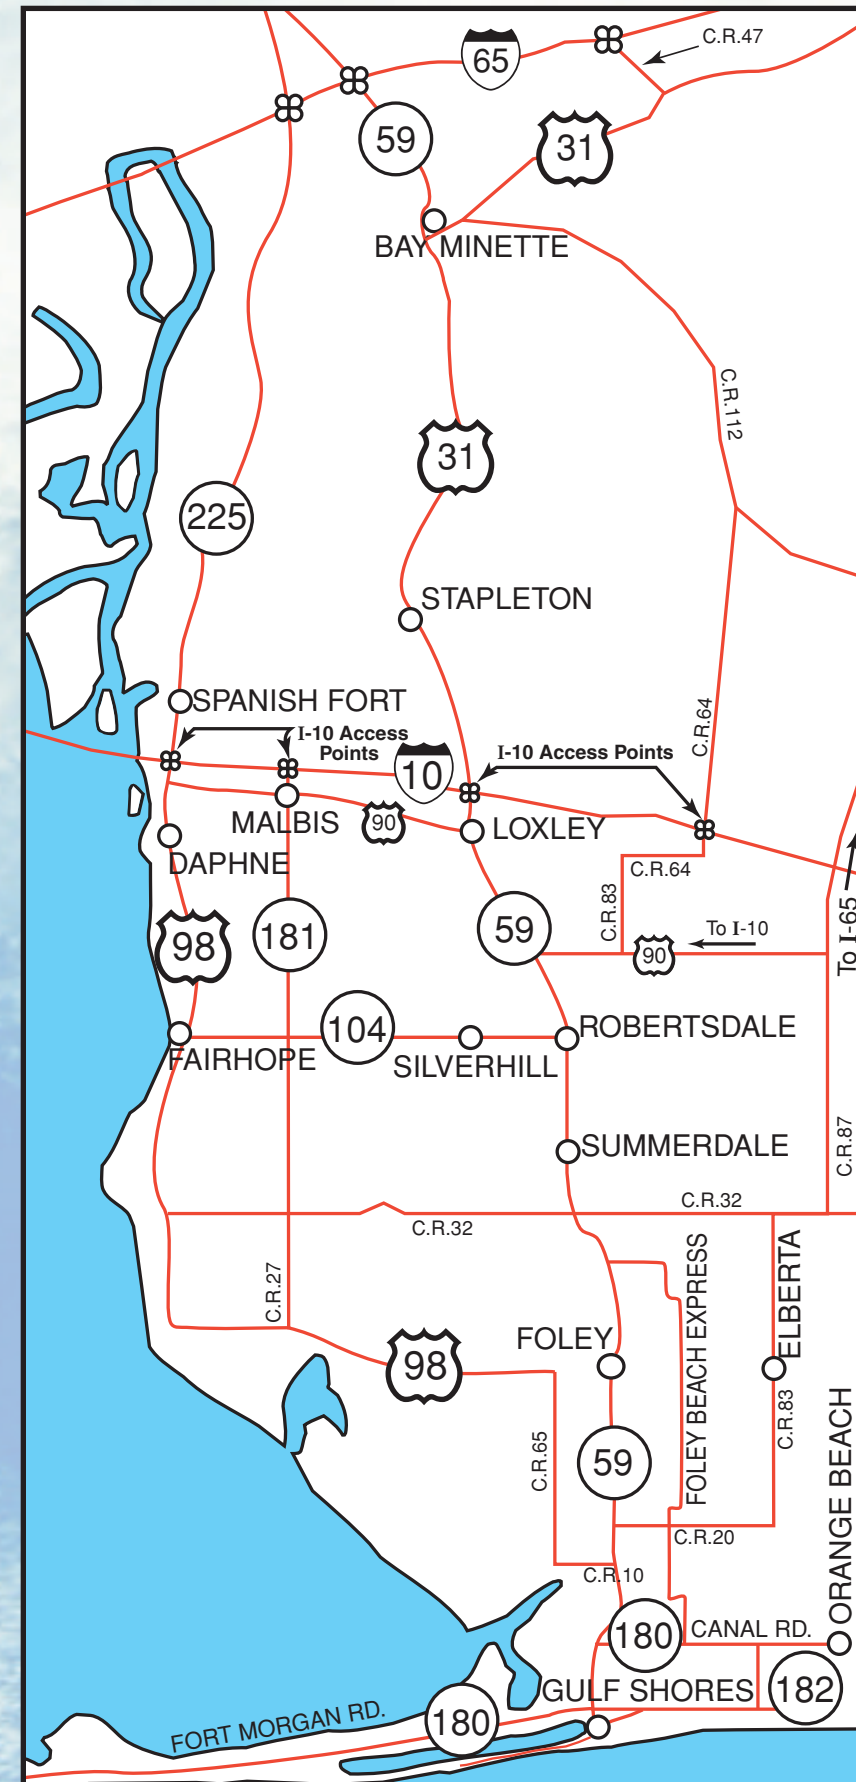 C.R.47
65
59
31
BAY MINETTE
C.R.112
31
225
STAPLETON
SPANISH FORT
C.R.64
I-10 Access
Points
I-10 Access Points
10
MALBIS
90
LOXLEY
DAPHNE
C.R.64
C.R.83
98
181
59
To I-10
90
To I-65
104
FAIRHOPE
SILVERHILL
ROBERTSDALE
C.R.87
SUMMERDALE
C.R.32
C.R.32
C.R.27
FOLEY BEACH EXPRESS
ELBERTA
FOLEY
98
C.R.83
C.R.65
59
ORANGE BEACH
C.R.20
C.R.10
180
CANAL RD.
GULF SHORES
182
FORT MORGAN RD.
180